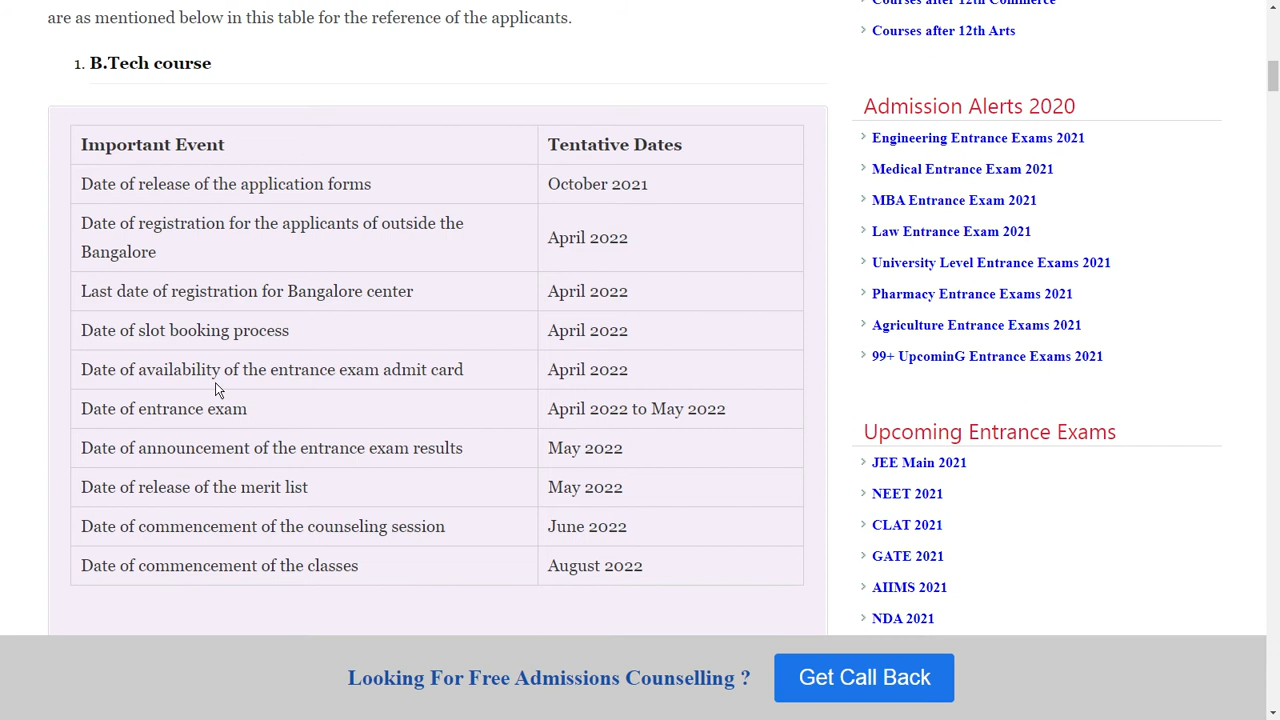 are as mentioned below in this table for the reference of the applicants.
1. B.Tech course
Important Event Tentative Dates
Date of release of the application forms October 2021
Date of registration for the applicants of outside the
Bangalore April 2022
Last date of registration for Bangalore center April 2022
Date of slot booking process April 2022
Date of availability of the entrance exam admit card April 2022
Date of entrance exam April 2022 to May 2022
Date of announcement of the entrance exam results May 2022
Date of release of the merit list May 2022
Date of commencement of the counseling session June 2022
Date of commencement of the classes August 2022
Courses after 12th Commerce
Courses after 12th Arts
Admission Alerts 2020
Engineering Entrance Exams 2021
Medical Entrance Exam 2021
MBA Entrance Exam 2021
Law Entrance Exam 2021
University Level Entrance Exams 2021
Pharmacy Entrance Exams 2021
Agriculture Entrance Exams 2021
99+ UpcominG Entrance Exams 2021
Upcoming Entrance Exams
JEE Main 2021
NEET 2021
CLAT 2021
GATE 2021
AIIMS 2021
NDA 2021
Looking For Free Admissions Counselling ? Get Call Back